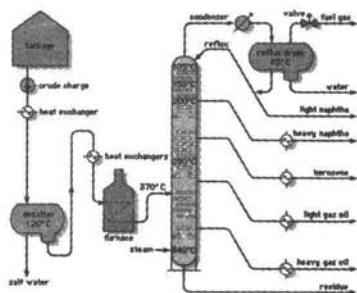 condenser
valve
fuel gas
reflux
reflux drum
water
light naphtha
crude charge
heat exchanger
heavy naphtha
heat exchangers
kerosene
370°C
desalter
120°C
furnace
light gas oil
steam
heavy gas oil
salt water
residue